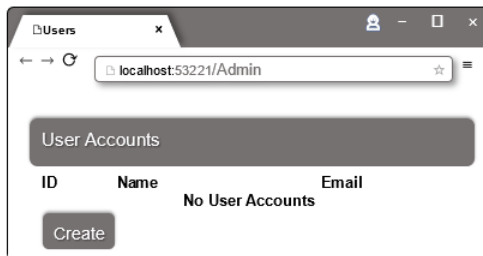 Users
localhost:53221/Admin
User Accounts
ID Name Email
No User Accounts
Create